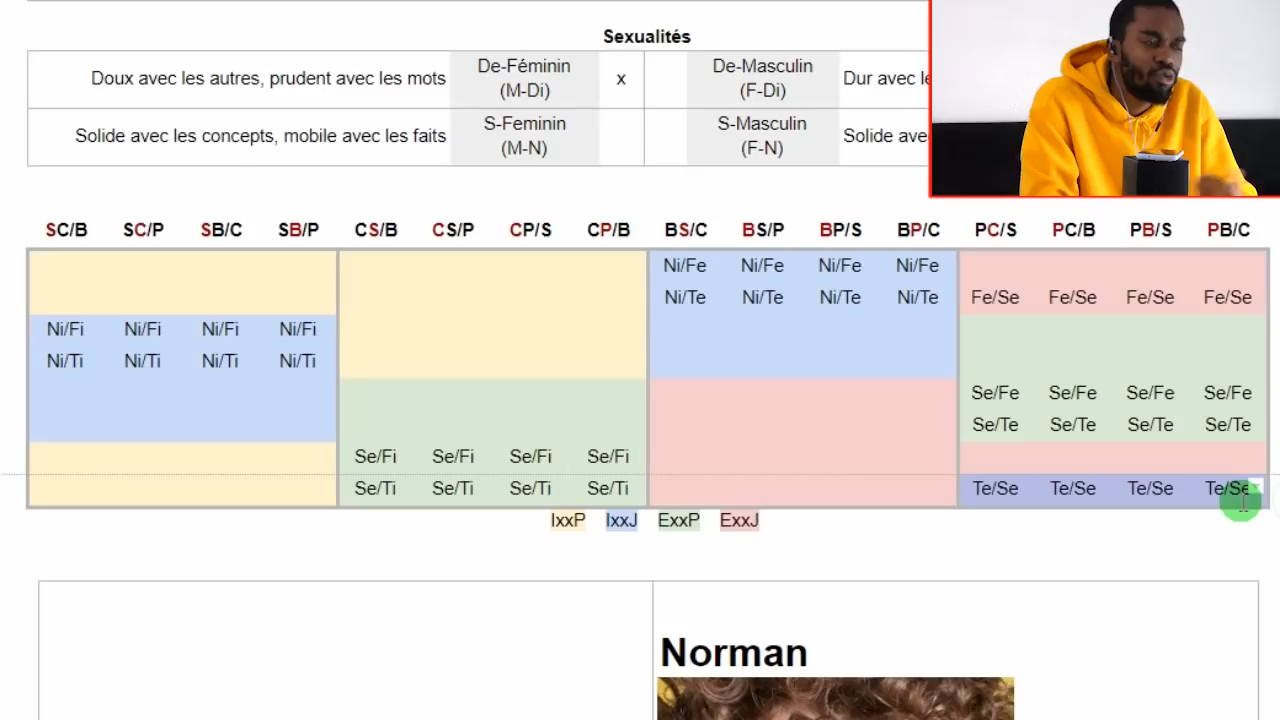 Sexualités
Doux avec les autres, prudent avec les mots De-Féminin (M-Di) x De-Masculin (F-Di) Dur avec
Solide avec les concepts, mobile avec les faits S-Feminin (M-N) S-Masculin (F-N) Solide
SC/B SC/P SB/C SB/P CS/B CS/P CP/S CP/B BS/C BS/P BP/S BP/C PC/S PC/B PB/S PB/C
Ni/Fe Ni/Fe Ni/Fe Ni/Fe
Ni/Te Ni/Te Ni/Te Ni/Te Fe/Se Fe/Se Fe/Se Fe/Se
Ni/Fi Ni/Fi Ni/Fi Ni/Fi
Ni/Ti Ni/Ti Ni/Ti Ni/Ti
Se/Fe Se/Fe Se/Fe Se/Fe
Se/Te Se/Te Se/Te Se/Te
Se/Fi Se/Fi Se/Fi Se/Fi
Se/Ti Se/Ti Se/Ti Se/Ti Te/Se Te/Se Te/Se Te/Se
IxxP IxxJ ExxP ExxJ
Norman